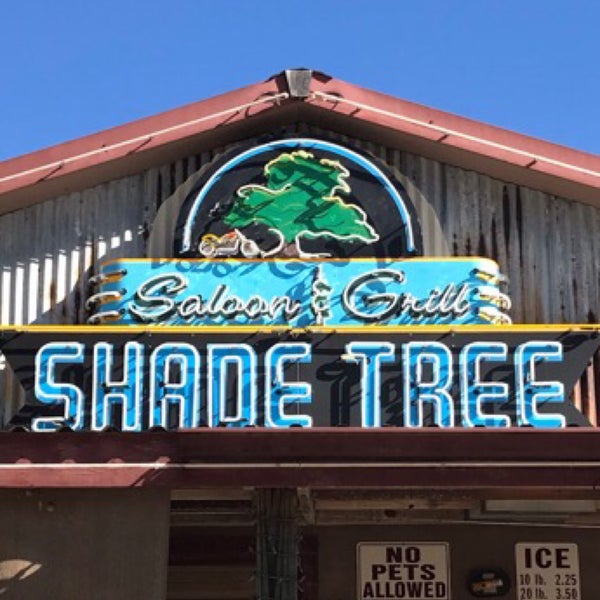 Saloon & Grill
SHADE TREE
NO
PETS
ALLOWED
ICE
10 lb. 2.25
20 lb. 3.50